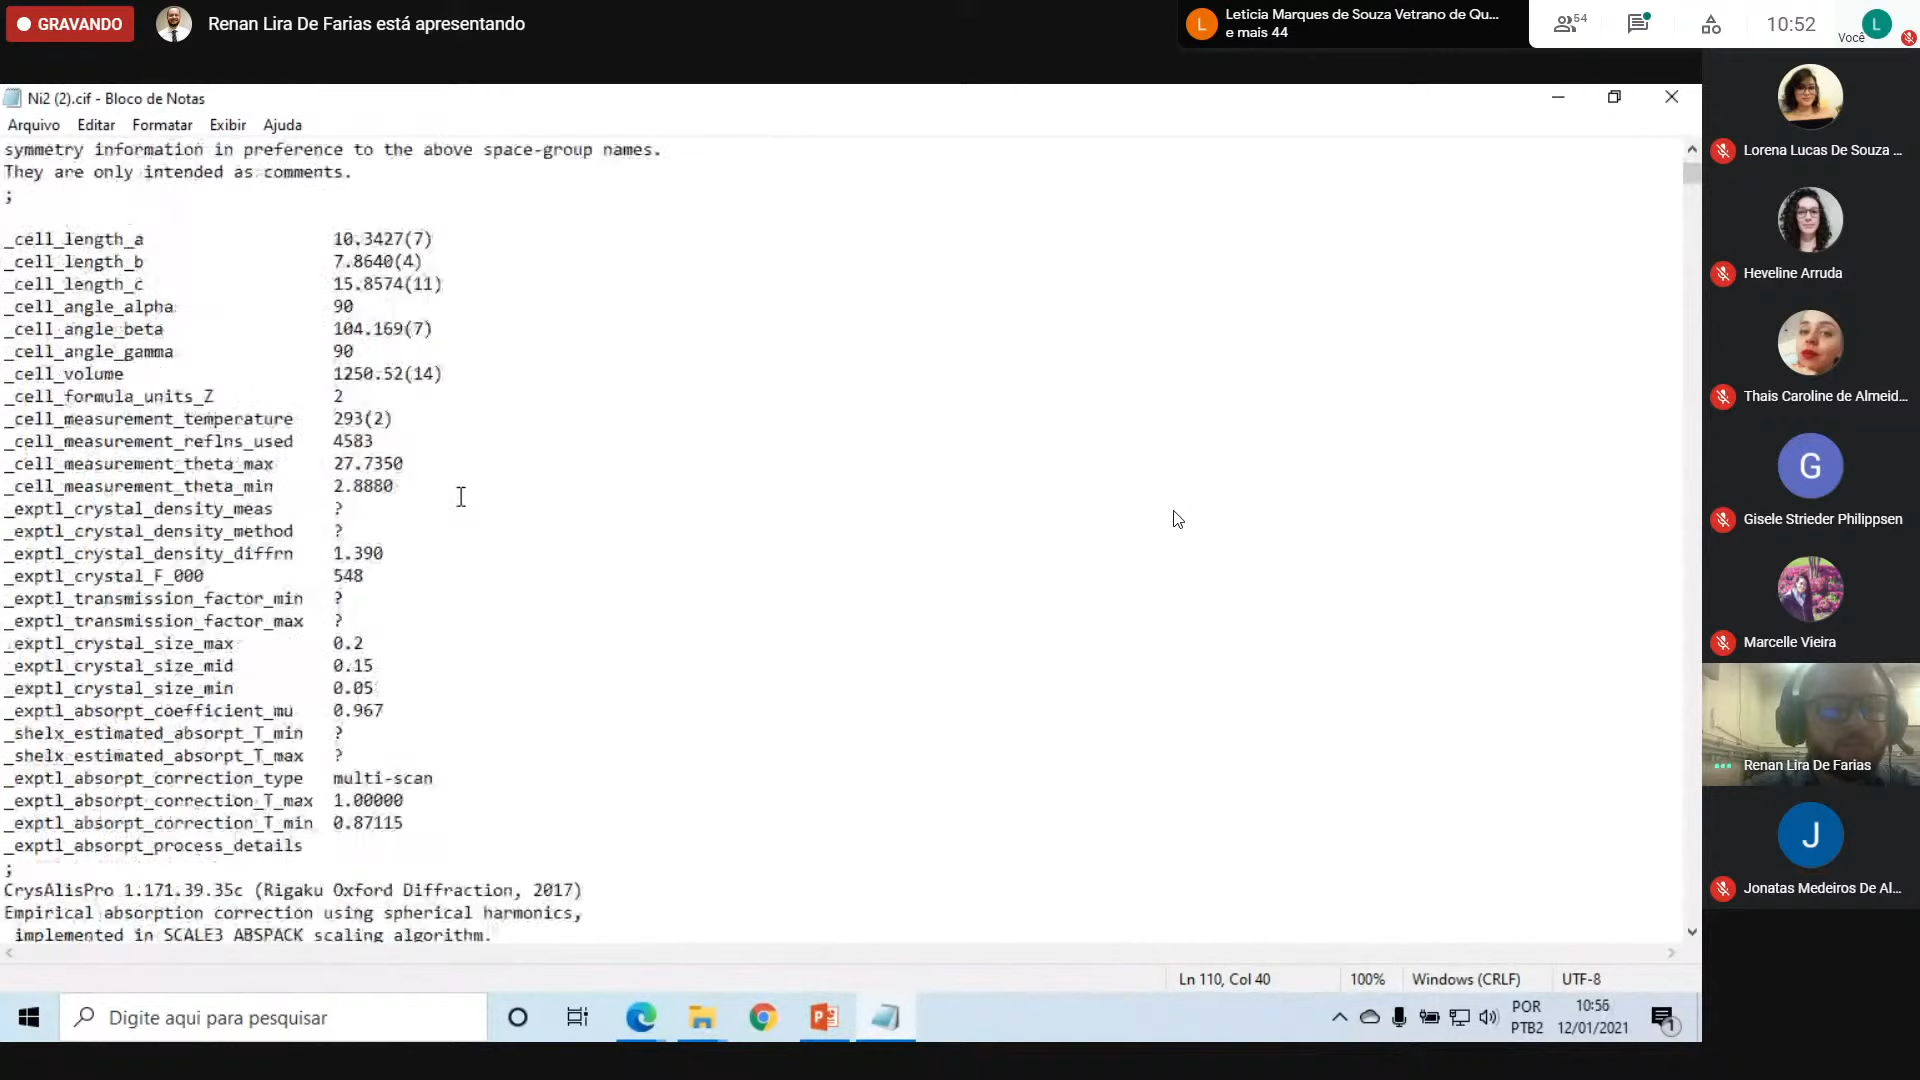 GRAVANDO
Renan Lira De Farias está apresentando
Leticia Marques de Souza Vetrano de Qu...
e mais 44
54
10:52
Você
L
Ni2 (2).cif - Bloco de Notas
Arquivo Editar Formatar Exibir Ajuda
symmetry information in preference to the above space-group names.
They are only intended as comments.
;
_cell_length_a 10.3427(7)
_cell_length_b 7.8640(4)
_cell_length_c 15.8574(11)
_cell_angle_alpha 90
_cell_angle_beta 104.169(7)
_cell_angle_gamma 90
_cell_volume 1250.52(14)
_cell_formula_units_Z 2
_cell_measurement_temperature 293(2)
_cell_measurement_reflns_used 4583
_cell_measurement_theta_max 27.7350
_cell_measurement_theta_min 2.8880
_exptl_crystal_density_meas ?
_exptl_crystal_density_method ?
_exptl_crystal_density_diffrn 1.390
_exptl_crystal_F_000 548
_exptl_transmission_factor_min ?
_exptl_transmission_factor_max ?
_exptl_crystal_size_max 0.2
_exptl_crystal_size_mid 0.15
_exptl_crystal_size_min 0.05
_exptl_absorpt_coefficient_mu 0.967
_shelx_estimated_absorpt_T_min ?
_shelx_estimated_absorpt_T_max ?
_exptl_absorpt_correction_type multi-scan
_exptl_absorpt_correction_T_max 1.00000
_exptl_absorpt_correction_T_min 0.87115
_exptl_absorpt_process_details
;
CrysAlisPro 1.171.39.35c (Rigaku Oxford Diffraction, 2017)
Empirical absorption correction using spherical harmonics,
implemented in SCALE3 ABSPACK scaling algorithm.
Ln 110, Col 40 100% Windows (CRLF) UTF-8
Digite aqui para pesquisar
POR
PTB2
10:56
12/01/2021
1
Lorena Lucas De Souza ...
Heveline Arruda
Thais Caroline de Almeid...
G
Gisele Strieder Philippsen
Marcelle Vieira
Renan Lira De Farias
J
Jonatas Medeiros De Al...